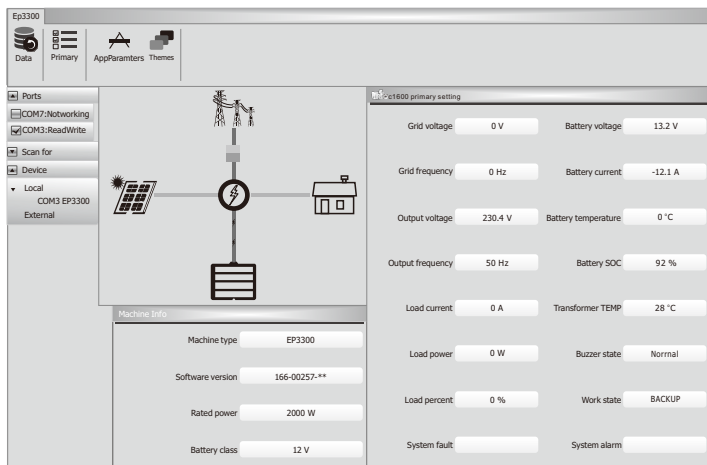 Ep3300
Data
Primary
AppParamters
Themes
Ports
COM7:Notworking
COM3:ReadWrite
Scan for
Device
Local
COM3 EP3300
External
Machine Info
Machine type EP3300
Software version 166-00257-**
Rated power 2000 W
Battery class 12 V
c1600 primary setting
Grid voltage 0 V Battery voltage 13.2 V
Grid frequency 0 Hz Battery current -12.1 A
Output voltage 230.4 V Battery temperature 0 °C
Output frequency 50 Hz Battery SOC 92 %
Load current 0 A Transformer TEMP 28 °C
Load power 0 W Buzzer state Norrnal
Load percent 0 % Work state BACKUP
System fault System alarm